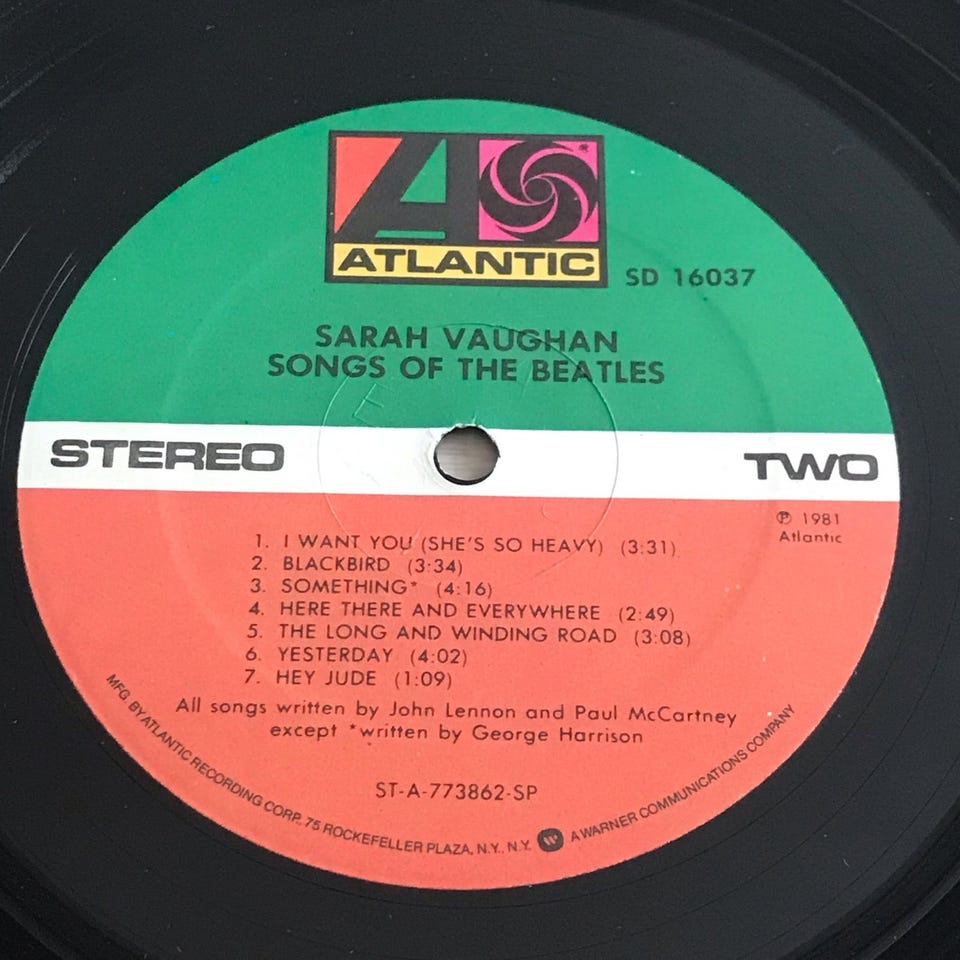 A
ATLANTIC
SD 16037
SARAH VAUGHAN
SONGS OF THE BEATLES
STEREO
TWO
℗ 1981
Atlantic
1. I WANT YOU (SHE'S SO HEAVY) (3:31)
2. BLACKBIRD (3:34)
3. SOMETHING* (4:16)
4. HERE THERE AND EVERYWHERE (2:49)
5. THE LONG AND WINDING ROAD (3:08)
6. YESTERDAY (4:02)
7. HEY JUDE (1:09)
All songs written by John Lennon and Paul McCartney
except *written by George Harrison
ST-A-773862-SP
MFG. BY ATLANTIC RECORDING CORP., 75 ROCKEFELLER PLAZA, N.Y., N.Y. W A WARNER COMMUNICATIONS COMPANY